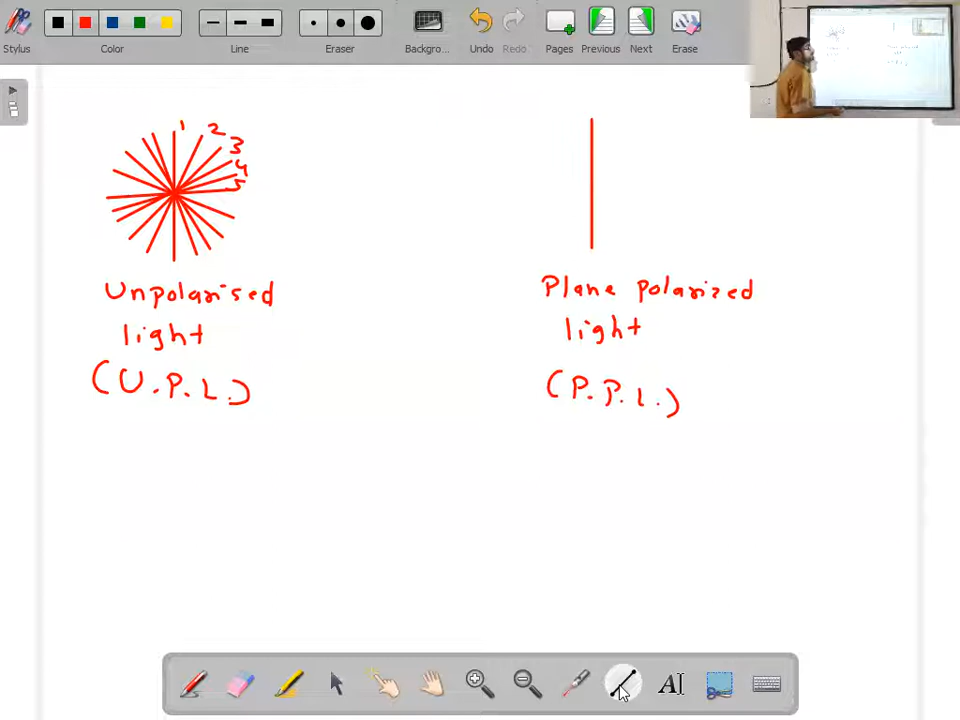 Stylus
Color
Line
Eraser
Backgro...
Undo
Redo
Pages
Previous
Next
Erase
1
2
3
4
5
Unpolarised
light
(U.P.L.)
Plane polarized
light
(P.P.L.)